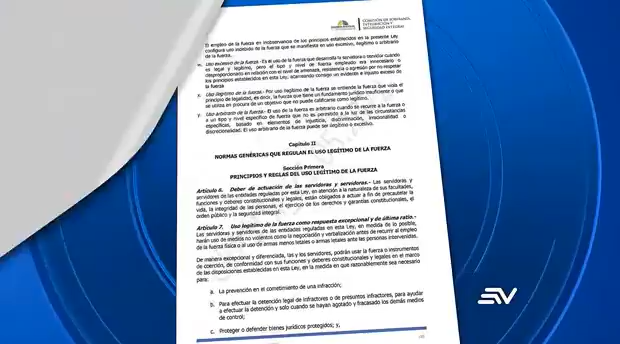 COMISIÓN DE SOBERANÍA,
INTEGRACIÓN Y
SEGURIDAD INTEGRAL
El empleo de la fuerza en inobservancia de los principios establecidos en la presente Ley
configura uso indebido de la fuerza que se manifiesta en uso excesivo, ilegítimo o arbitrario
de la fuerza.
Uso excesivo de la fuerza.- Es el uso de la fuerza que desarrolla la servidora o servidor cuando
es legal y legítimo, pero el tipo y nivel de fuerza empleado era innecesario o
desproporcionado en relación con el nivel de amenaza, resistencia o agresión por no respetar
los principios establecidos en esta Ley, acarreando consigo un evidente e injusto exceso de
la fuerza
x. Uso ilegítimo de la fuerza.- Por uso ilegítimo de la fuerza se entiende la fuerza que viola el
principio de legalidad, es decir, la fuerza que tiene un fundamento jurídico insuficiente o que
se utiliza en procura de un objetivo que no puede calificarse como legítimo.
y. Uso arbitrario de la fuerza.- El uso de la fuerza es arbitrario cuando se recurre a la fuerza o
a un tipo y nivel específico de fuerza que no es permitido a la luz de las circunstancias
específicas, basado en elementos de injusticia, discriminación, irracionalidad o
discrecionalidad. El uso arbitrario de la fuerza puede ser ilegítimo o excesivo.
Capítulo II
NORMAS GENÉRICAS QUE REGULAN EL USO LEGÍTIMO DE LA FUERZA
Sección Primera
PRINCIPIOS Y REGLAS DEL USO LEGÍTIMO DE LA FUERZA
Artículo 6. Deber de actuación de las servidoras y servidores.- Las servidoras y
servidores de las entidades reguladas por esta Ley, en atención a la naturaleza de sus facultades,
funciones y deberes constitucionales y legales, están obligados a actuar a fin de precautelar la
vida, la integridad de las personas, el ejercicio de los derechos y garantías constitucionales, el
orden público y la seguridad integral.
Artículo 7. Uso legítimo de la fuerza como respuesta excepcional y de última ratio.-
Las servidoras y servidores de las entidades reguladas en esta Ley, en medida de lo posible,
harán uso de medios no violentos como la negociación y verbalización antes de recurrir al empleo
de la fuerza física o al uso de armas menos letales o armas letales ante las personas intervenidas.
De manera excepcional y diferenciada, las y los servidores, podrán usar la fuerza o instrumentos
de coerción, de conformidad con sus funciones y deberes constitucionales y legales en el marco
de las disposiciones establecidas en esta Ley, en la medida en que razonablemente sea necesario
para:
a. La prevención en el cometimiento de una infracción;
b. Para efectuar la detención legal de infractores o de presuntos infractores, para ayudar
a efectuar la detención y solo cuando se hayan agotado y fracasado los demás medios
de control;
c. Proteger o defender bienes jurídicos protegidos; y,